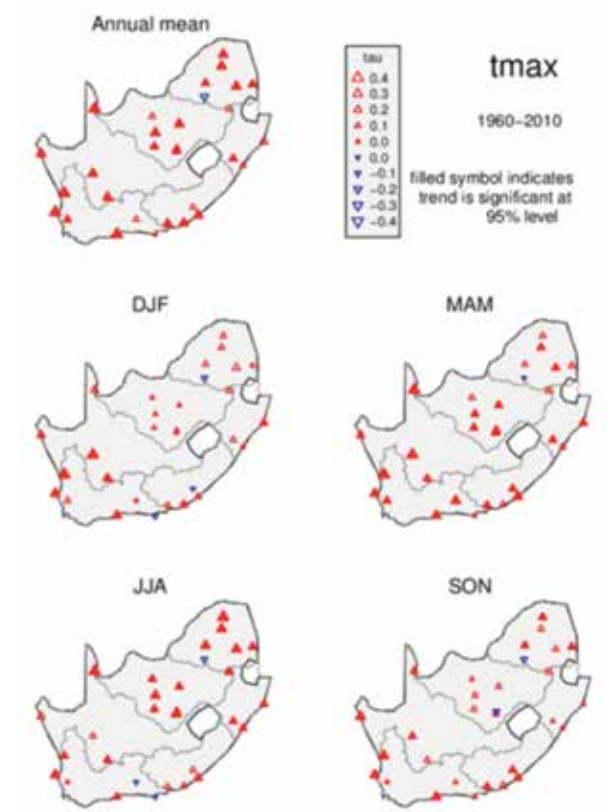 Annual mean
tau
0.4
0.3
0.2
0.1
0.0
0.0
-0.1
-0.2
-0.3
-0.4
tmax
1960-2010
filled symbol indicates
trend is significant at
95% level
DJF
MAM
JJA
SON